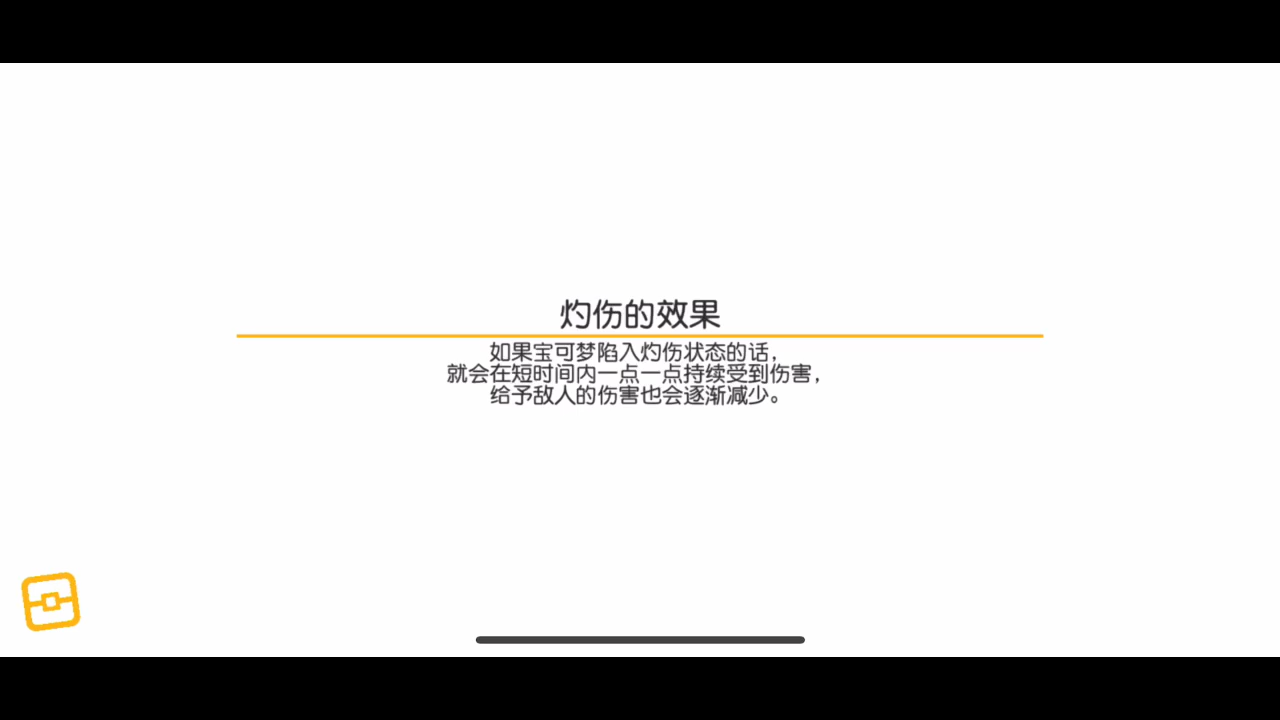 灼伤的效果
如果宝可梦陷入灼伤状态的话，
就会在短时间内一点一点持续受到伤害，
给予敌人的伤害也会逐渐减少。